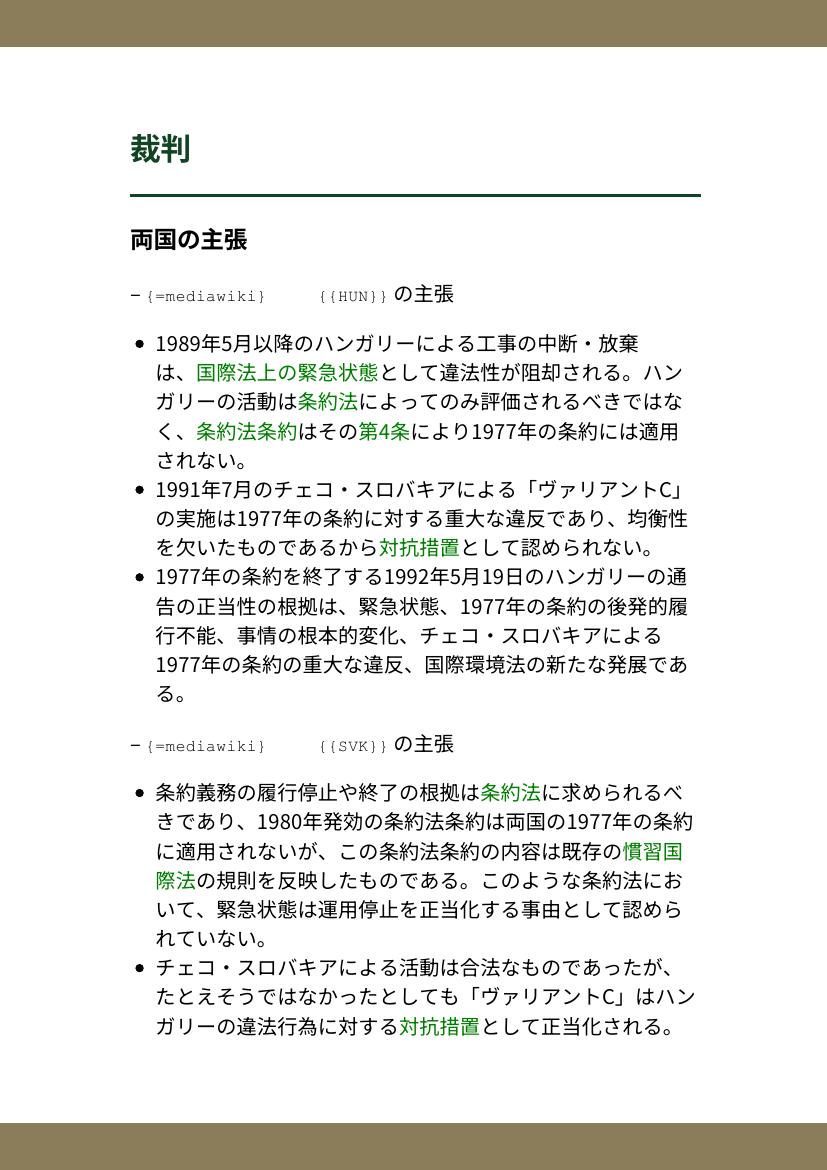 裁判
両国の主張
– {=mediawiki} {{HUN}} の主張
• 1989年5月以降のハンガリーによる工事の中断・放棄
は、国際法上の緊急状態として違法性が阻却される。ハン
ガリーの活動は条約法によってのみ評価されるべきではな
く、条約法条約はその第4条により1977年の条約には適用
されない。
• 1991年7月のチェコ・スロバキアによる「ヴァリアントC」
の実施は1977年の条約に対する重大な違反であり、均衡性
を欠いたものであるから対抗措置として認められない。
• 1977年の条約を終了する1992年5月19日のハンガリーの通
告の正当性の根拠は、緊急状態、1977年の条約の後発的履
行不能、事情の根本的変化、チェコ・スロバキアによる
1977年の条約の重大な違反、国際環境法の新たな発展であ
る。
– {=mediawiki} {{SVK}} の主張
• 条約義務の履行停止や終了の根拠は条約法に求められるべ
きであり、1980年発効の条約法条約は両国の1977年の条約
に適用されないが、この条約法条約の内容は既存の慣習国
際法の規則を反映したものである。このような条約法にお
いて、緊急状態は運用停止を正当化する事由として認めら
れていない。
• チェコ・スロバキアによる活動は合法なものであったが、
たとえそうではなかったとしても「ヴァリアントC」はハン
ガリーの違法行為に対する対抗措置として正当化される。